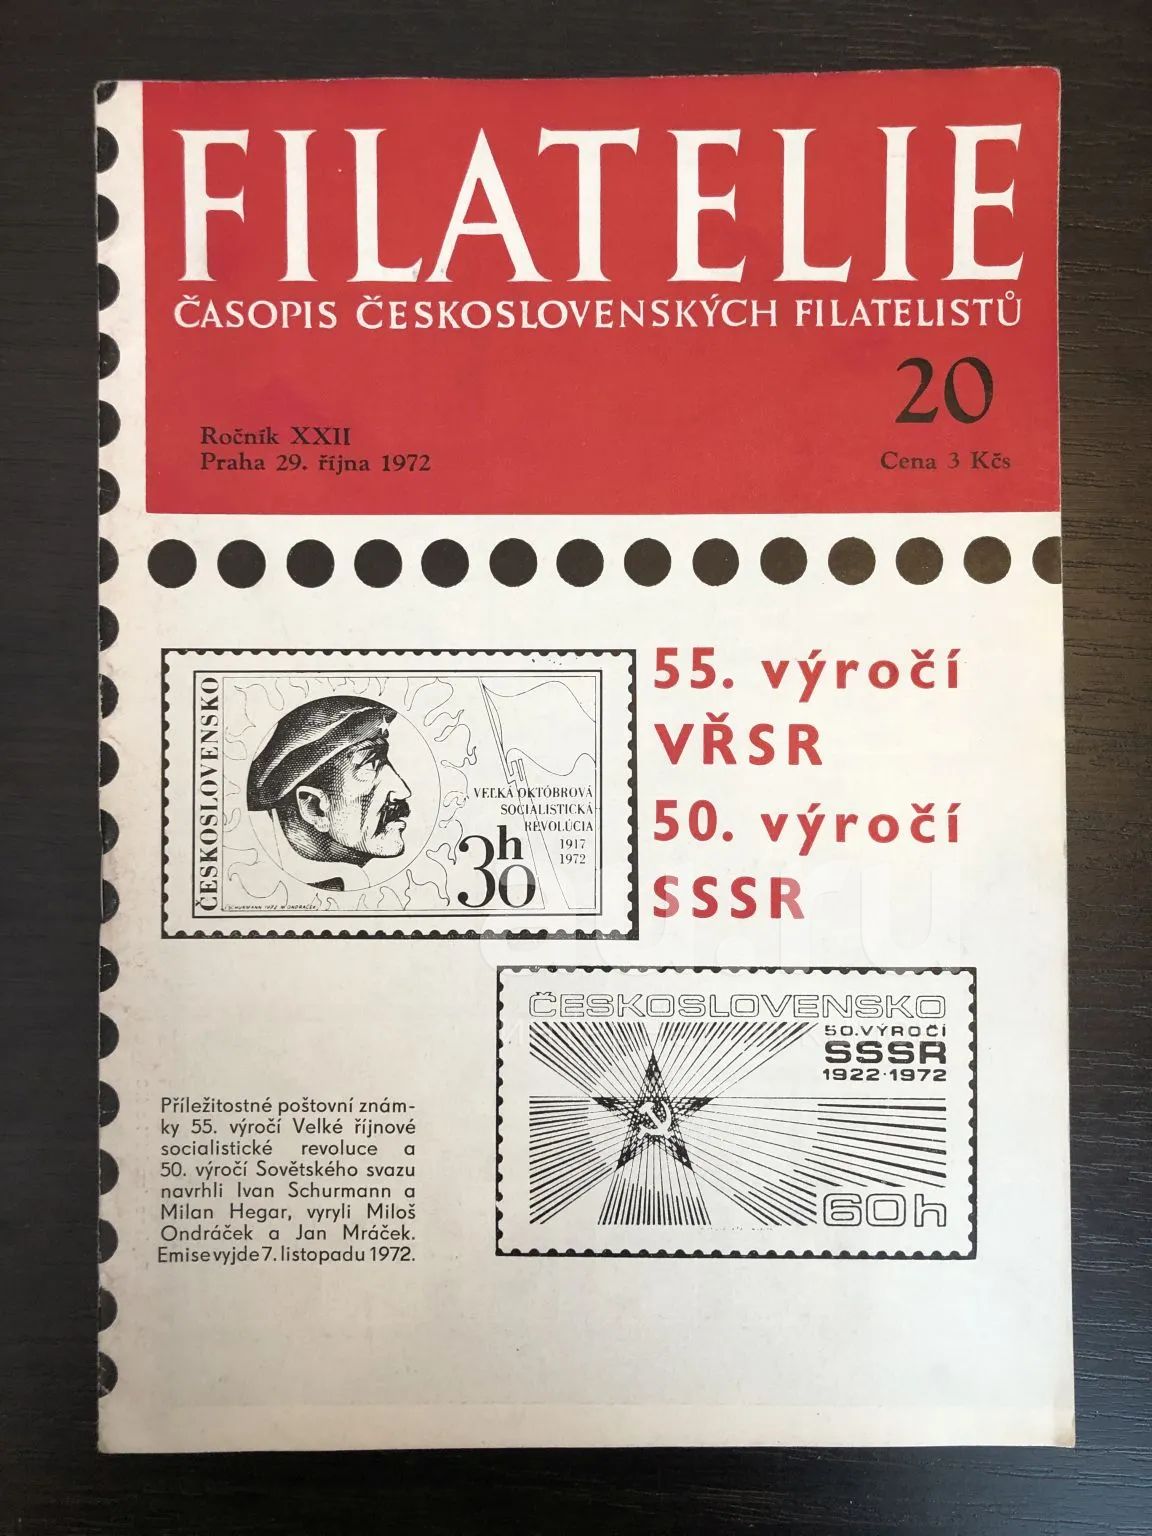 FILATELIE
ČASOPIS ČESKOSLOVENSKÝCH FILATELISTŮ
20
Ročník XXII
Praha 29. října 1972
Cena 3 Kčs
55. výročí
VŘSR
50. výročí
SSSR
ČESKOSLOVENSKO
VEĽKÁ OKTÓBROVÁ
SOCIALISTICKÁ
REVOLÚCIA
1917
1972
30h
I. SCHURMANN 1972 M. ONDRÁČEK
ČESKOSLOVENSKO
50. VÝROČÍ
SSSR
1922·1972
60h
Příležitostné poštovní znám-
ky 55. výročí Velké říjnové
socialistické revoluce a
50. výročí Sovětského svazu
navrhli Ivan Schurmann a
Milan Hegar, vyryli Miloš
Ondráček a Jan Mráček.
Emise vyjde 7. listopadu 1972.